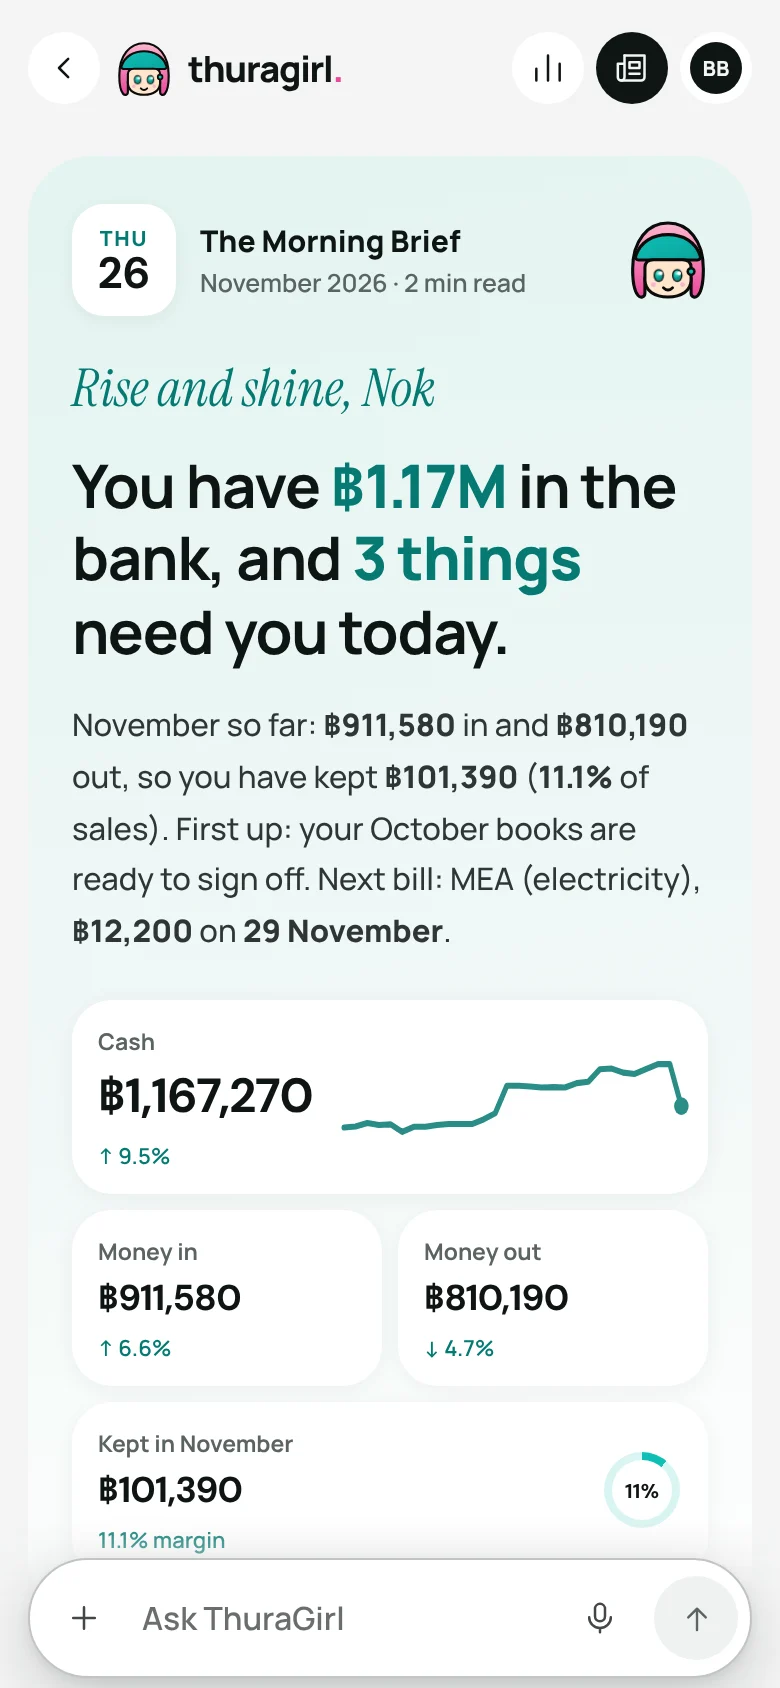 thuragirl.
BB
THU
26
The Morning Brief
November 2026 · 2 min read
Rise and shine, Nok
You have ฿1.17M in the
bank, and 3 things
need you today.
November so far: ฿911,580 in and ฿810,190
out, so you have kept ฿101,390 (11.1% of
sales). First up: your October books are
ready to sign off. Next bill: MEA (electricity),
฿12,200 on 29 November.
Cash
฿1,167,270
↑ 9.5%
Money in
฿911,580
↑ 6.6%
Money out
฿810,190
↓ 4.7%
Kept in November
฿101,390
11.1% margin
11%
Ask ThuraGirl